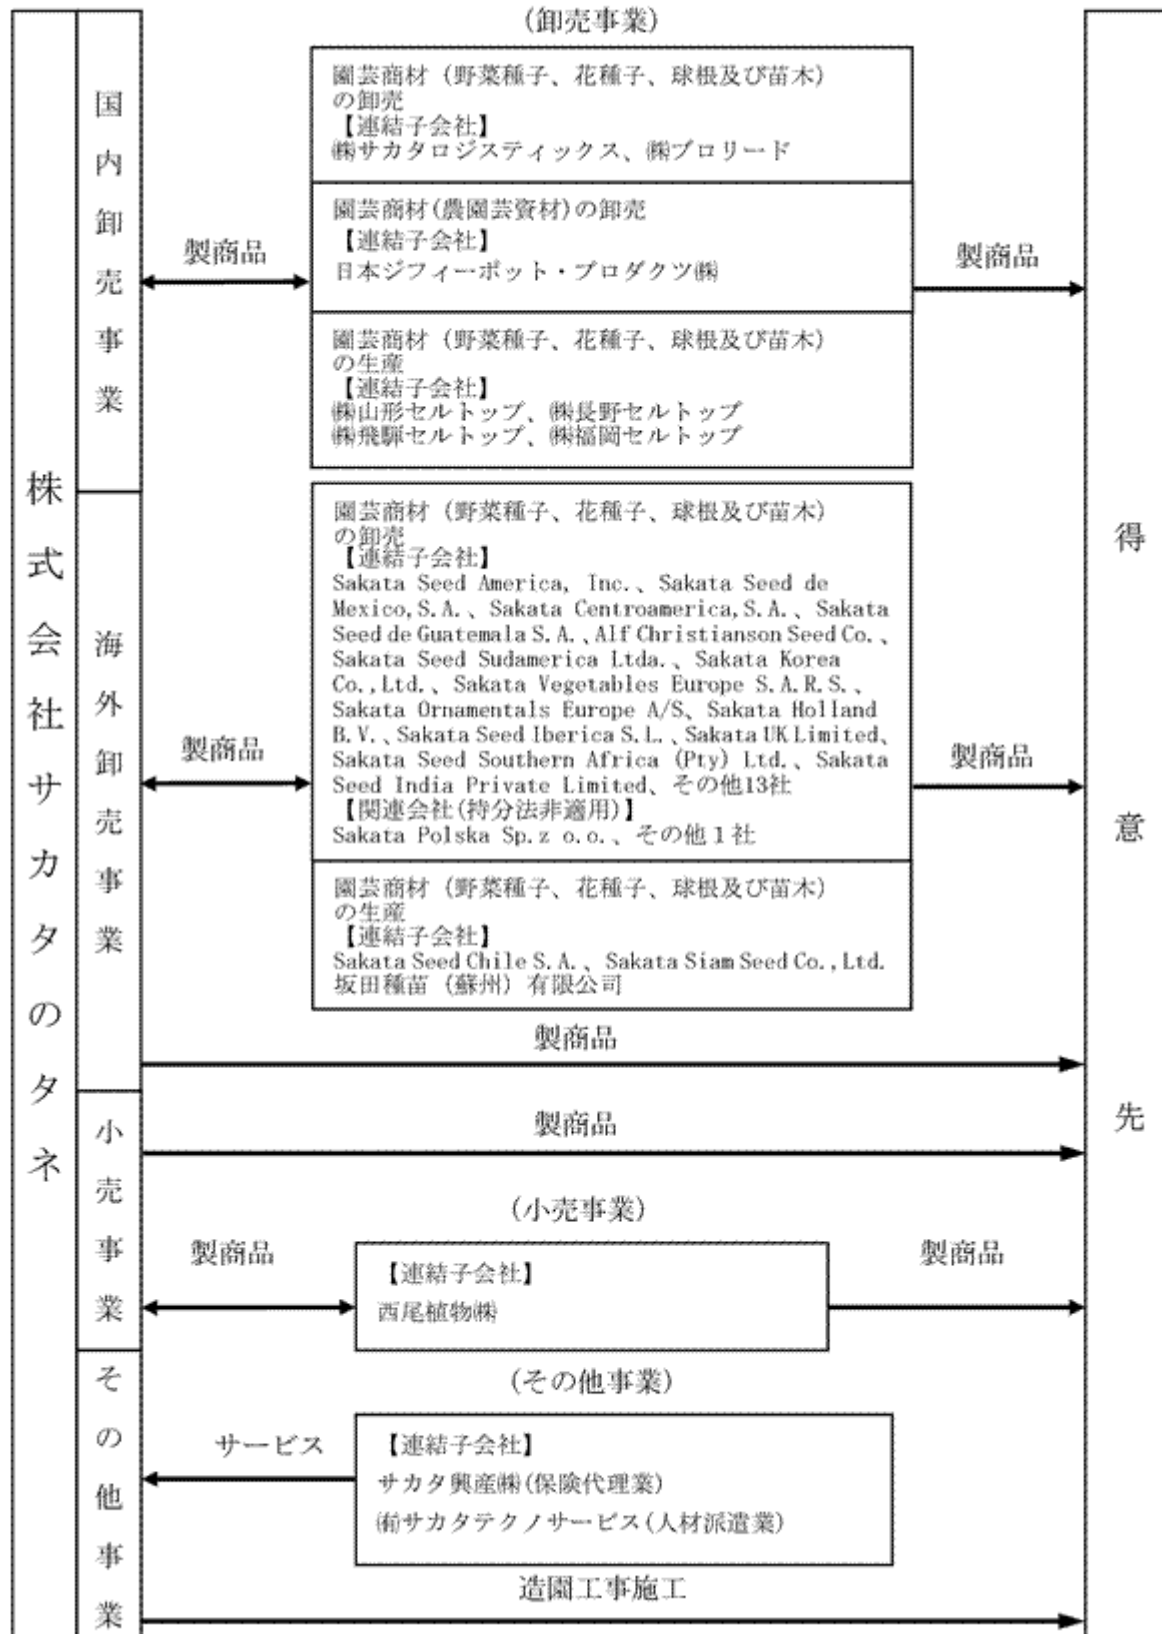 株式会社サカタのタネ
国内卸売事業
(卸売事業)
園芸商材（野菜種子、花種子、球根及び苗木）
の卸売
【連結子会社】
㈱サカタロジスティックス、㈱ブロリード
園芸商材(農園芸資材)の卸売
【連結子会社】
日本ジフィーポット・プロダクツ㈱
園芸商材（野菜種子、花種子、球根及び苗木）
の生産
【連結子会社】
㈱山形セルトップ、㈱長野セルトップ
㈱飛騨セルトップ、㈱福岡セルトップ
製商品
製商品
海外卸売事業
園芸商材（野菜種子、花種子、球根及び苗木）
の卸売
【連結子会社】
Sakata Seed America, Inc.、Sakata Seed de
Mexico,S.A.、Sakata Centroamerica,S.A.、Sakata
Seed de Guatemala S.A.、Alf Christianson Seed Co.、
Sakata Seed Sudamerica Ltda.、Sakata Korea
Co.,Ltd.、Sakata Vegetables Europe S.A.R.S.、
Sakata Ornamentals Europe A/S、Sakata Holland
B.V.、Sakata Seed Iberica S.L.、Sakata UK Limited、
Sakata Seed Southern Africa (Pty) Ltd.、Sakata
Seed India Private Limited、その他13社
【関連会社(持分法非適用)】
Sakata Polska Sp.z o.o.、その他１社
園芸商材（野菜種子、花種子、球根及び苗木）
の生産
【連結子会社】
Sakata Seed Chile S.A.、Sakata Siam Seed Co.,Ltd.
坂田種苗（蘇州）有限公司
製商品
製商品
製商品
小売事業
製商品
(小売事業)
製商品
【連結子会社】
西尾植物㈱
製商品
その他事業
(その他事業)
サービス
【連結子会社】
サカタ興産㈱(保険代理業)
㈲サカタテクノサービス(人材派遣業)
造園工事施工
得意先